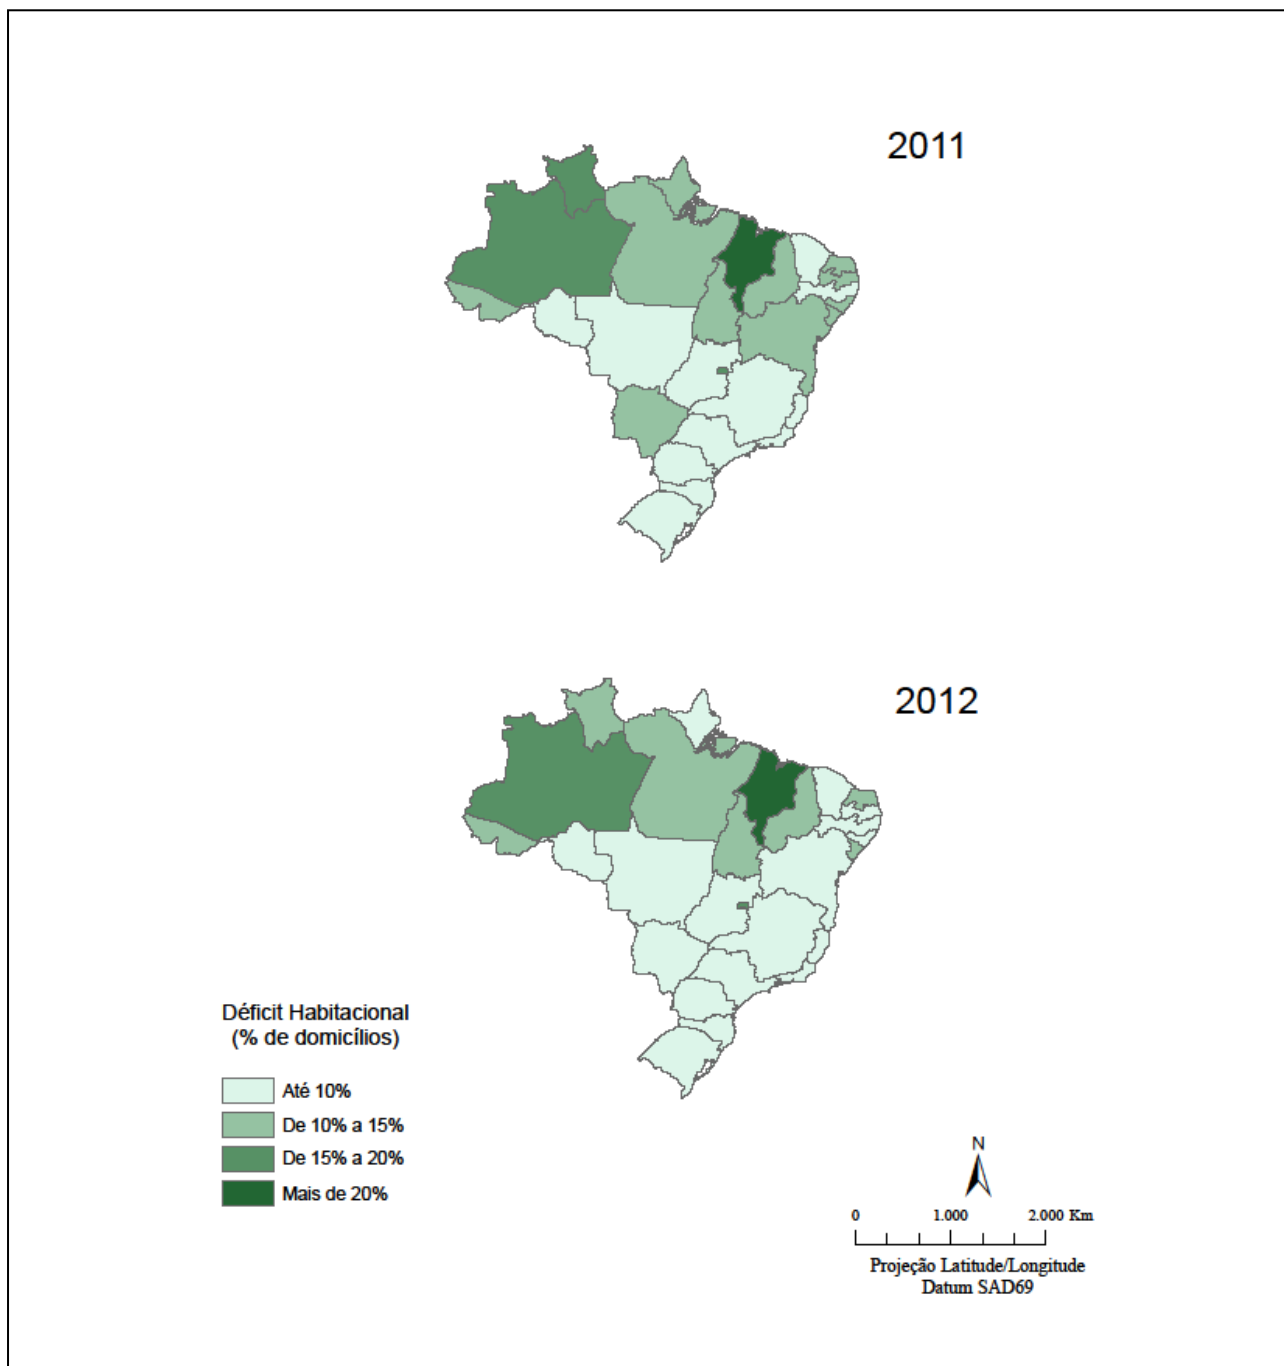 2011
2012
Déficit Habitacional
(% de domicílios)
Até 10%
De 10% a 15%
De 15% a 20%
Mais de 20%
N
0 1.000 2.000 Km
Projeção Latitude/Longitude
Datum SAD69